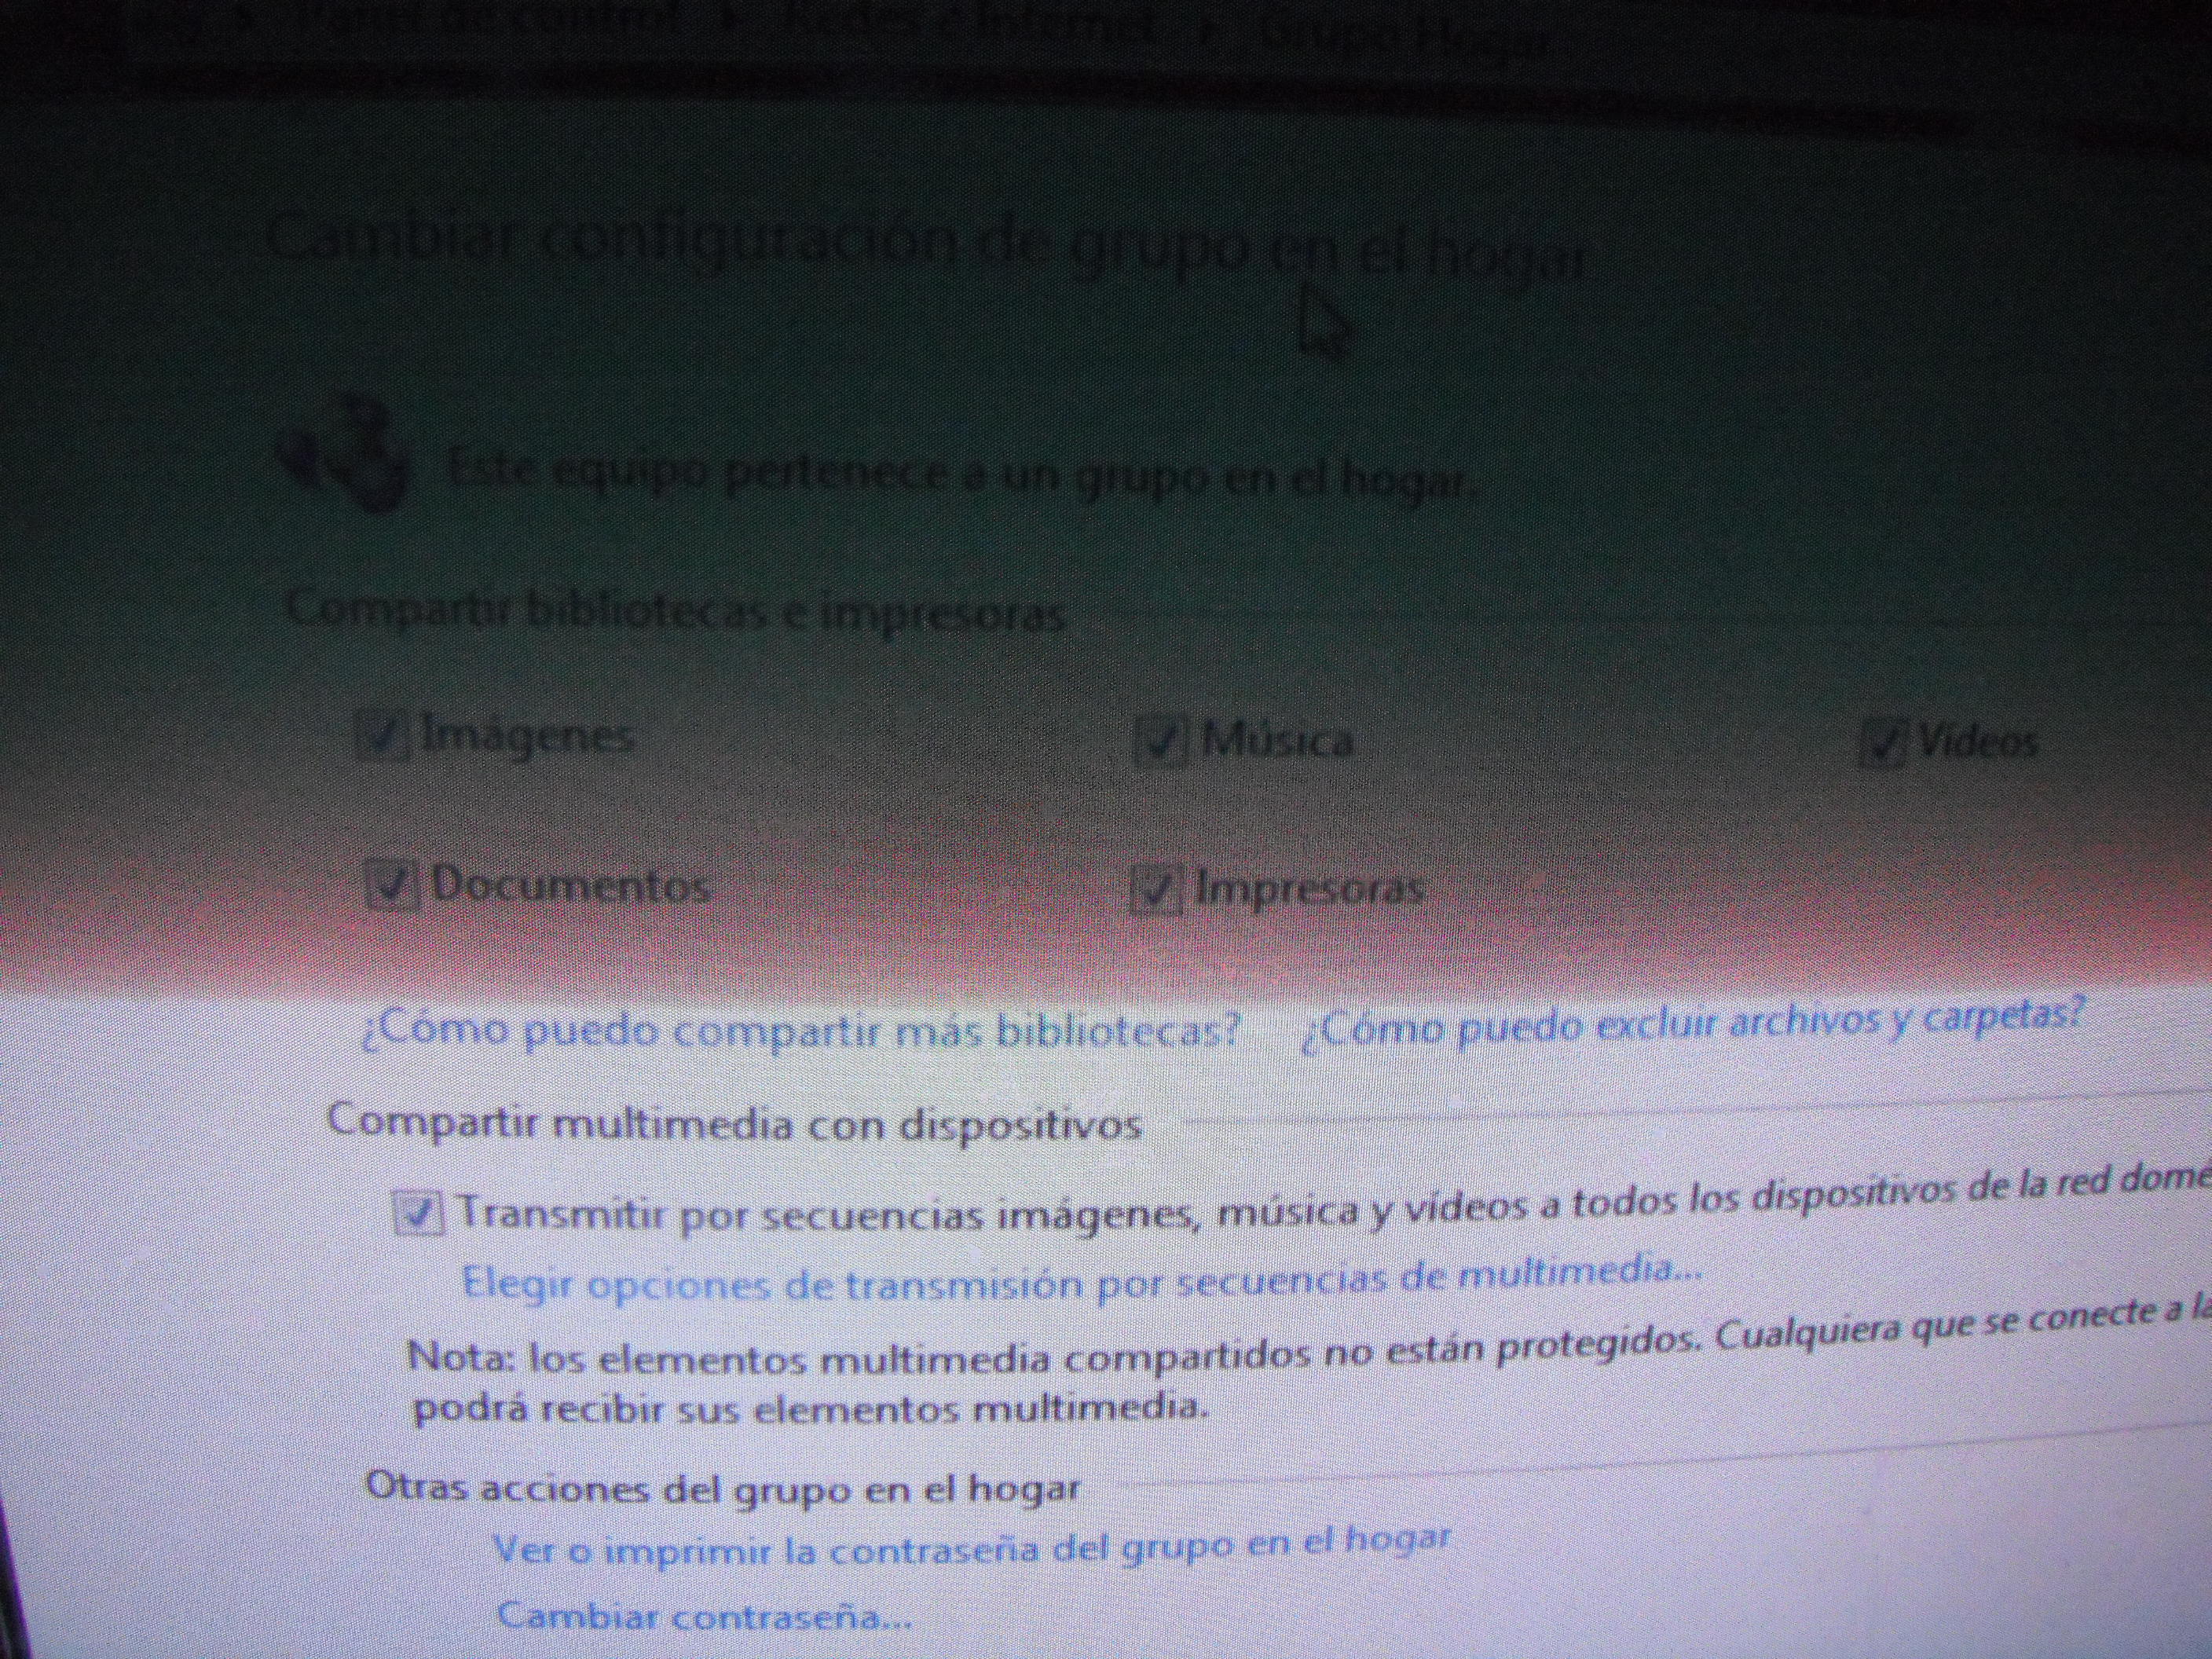 Panel de control ▸ Redes e Internet ▸ Grupo Hogar
Cambiar configuración de grupo en el hogar
Este equipo pertenece a un grupo en el hogar.
Compartir bibliotecas e impresoras
Imágenes Música Vídeos
Documentos Impresoras
¿Cómo puedo compartir más bibliotecas? ¿Cómo puedo excluir archivos y carpetas?
Compartir multimedia con dispositivos
Transmitir por secuencias imágenes, música y vídeos a todos los dispositivos de la red domé
Elegir opciones de transmisión por secuencias de multimedia...
Nota: los elementos multimedia compartidos no están protegidos. Cualquiera que se conecte a la
podrá recibir sus elementos multimedia.
Otras acciones del grupo en el hogar
Ver o imprimir la contraseña del grupo en el hogar
Cambiar contraseña...